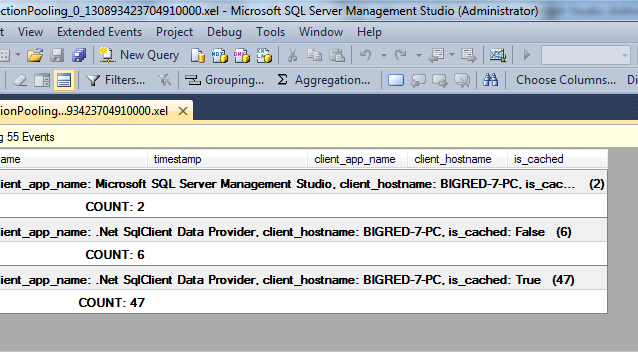 ectionPooling_0_130893423704910000.xel - Microsoft SQL Server Management Studio (Administrator)
View Extended Events Project Debug Tools Window Help
New Query
Filters... Grouping... Σ Aggregation... Choose Columns... Di
tionPooling...93423704910000.xel
g 55 Events
ame timestamp client_app_name client_hostname is_cached
lient_app_name: Microsoft SQL Server Management Studio, client_hostname: BIGRED-7-PC, is_cac... (2)
COUNT: 2
lient_app_name: .Net SqlClient Data Provider, client_hostname: BIGRED-7-PC, is_cached: False (6)
COUNT: 6
lient_app_name: .Net SqlClient Data Provider, client_hostname: BIGRED-7-PC, is_cached: True (47)
COUNT: 47